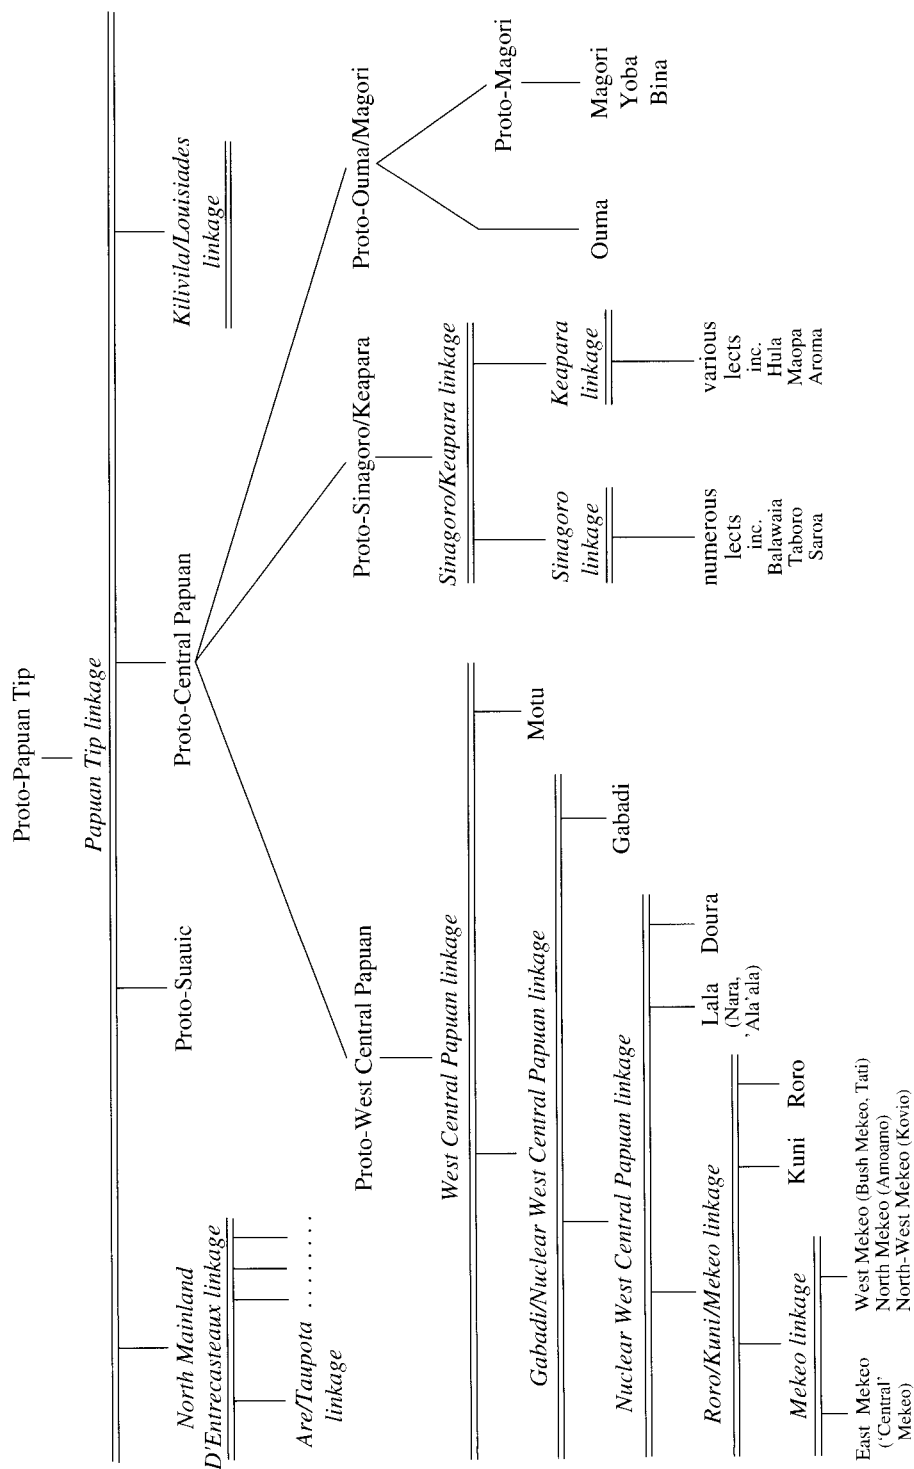 Proto-Papuan Tip
Papuan Tip linkage
North Mainland
D'Entrecasteaux linkage
Proto-Suauic
Proto-Central Papuan
Kilivila/Louisiades
linkage
Are/Taupota . . . . . . . . .
linkage
Proto-West Central Papuan
Proto-Sinagoro/Keapara
Proto-Ouma/Magori
West Central Papuan linkage
Sinagoro/Keapara linkage
Proto-Magori
Gabadi/Nuclear West Central Papuan linkage
Motu
Sinagoro
linkage
Keapara
linkage
Ouma
Magori
Yoba
Bina
Nuclear West Central Papuan linkage
Gabadi
Roro/Kuni/Mekeo linkage
Lala
(Nara,
'Ala'ala)
Doura
numerous
lects
inc.
Balawaia
Taboro
Saroa
various
lects
inc.
Hula
Maopa
Aroma
Mekeo linkage
Kuni
Roro
East Mekeo
('Central'
Mekeo)
West Mekeo (Bush Mekeo, Tati)
North Mekeo (Amoamo)
North-West Mekeo (Kovio)